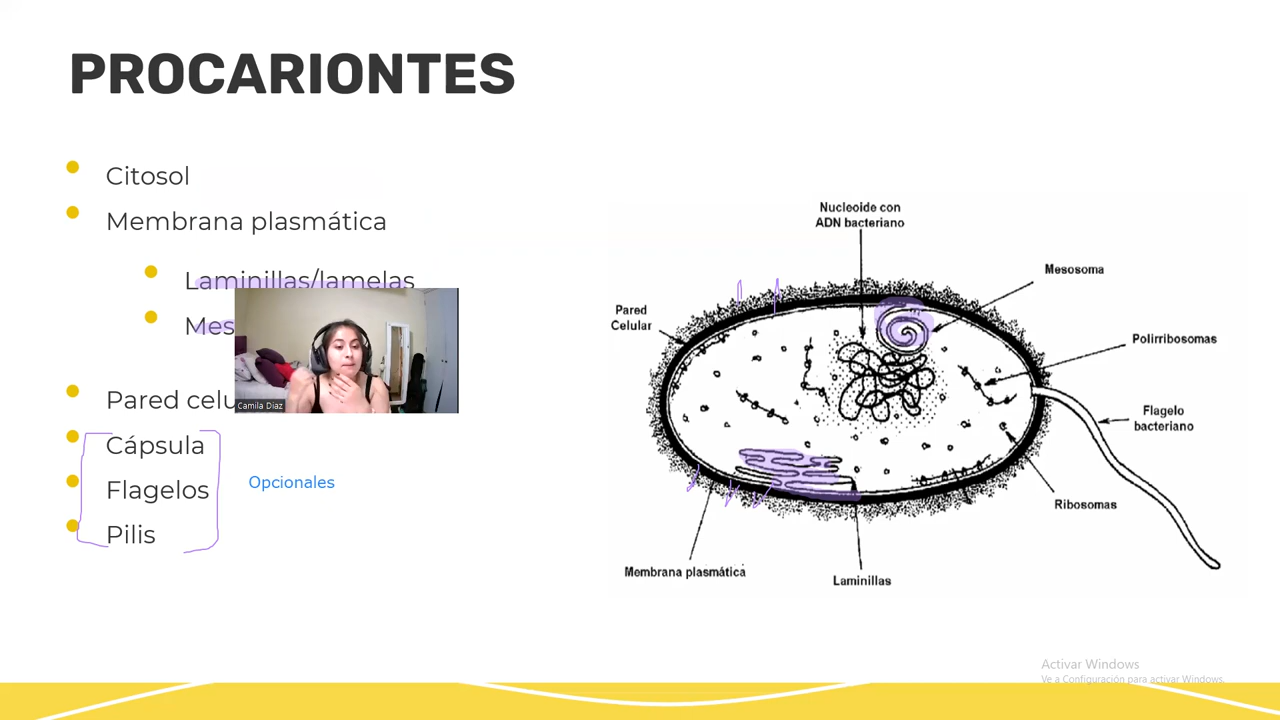 PROCARIONTES
Citosol
Membrana plasmática
Laminillas/lamelas
Mes
Pared celu
Cápsula
Flagelos
Pilis
Opcionales
Camila Diaz
Nucleoide con
ADN bacteriano
Mesosoma
Pared
Celular
Polirribosomas
Flagelo
bacteriano
Ribosomas
Membrana plasmática
Laminillas
Activar Windows
Ve a Configuración para activar Windows.